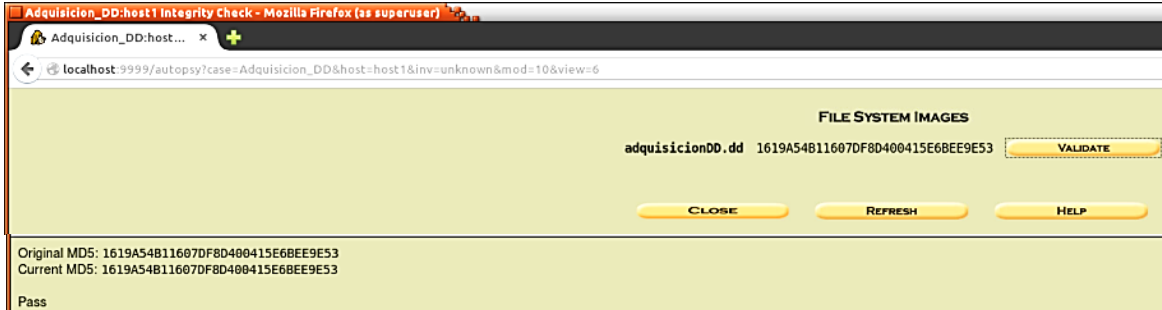 Adquisicion_DD:host1 Integrity Check - Mozilla Firefox (as superuser)
Adquisicion_DD:host... ×
localhost:9999/autopsy?case=Adquisicion_DD&host=host1&inv=unknown&mod=10&view=6
FILE SYSTEM IMAGES
adquisicionDD.dd 1619A54B11607DF8D400415E6BEE9E53 VALIDATE
CLOSE REFRESH HELP
Original MD5: 1619A54B11607DF8D400415E6BEE9E53
Current MD5: 1619A54B11607DF8D400415E6BEE9E53
Pass